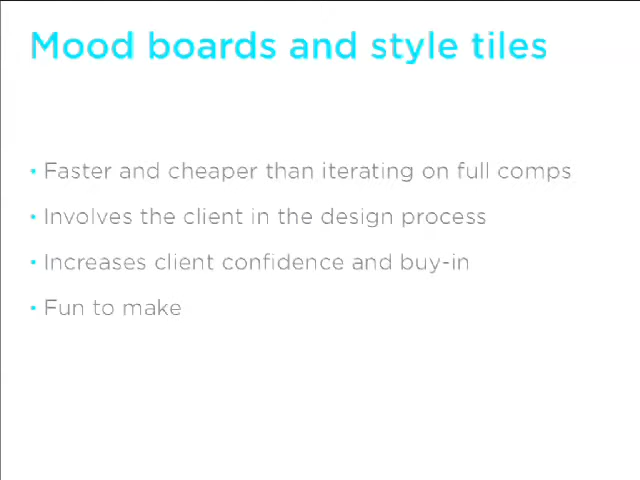 Mood boards and style tiles
• Faster and cheaper than iterating on full comps
• Involves the client in the design process
• Increases client confidence and buy-in
• Fun to make